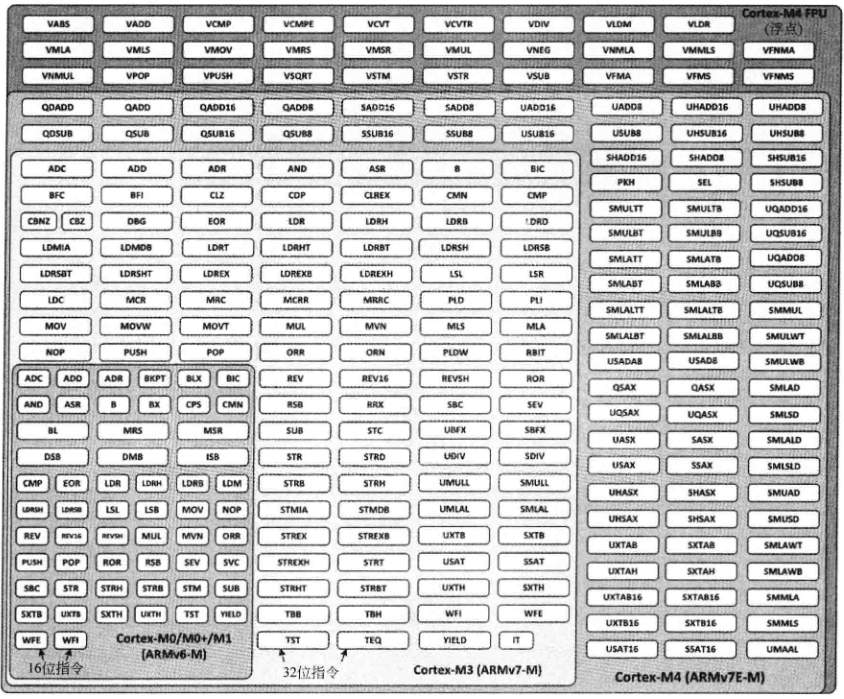 VABS VADD VCMP VCMPE VCVT VCVTR VDIV VLDM VLDR Cortex-M4 FPU
(浮点)
VMLA VMLS VMOV VMRS VMSR VMUL VNEG VNMLA VMMLS VFNMA
VNMUL VPOP VPUSH VSQRT VSTM VSTR VSUB VFMA VFMS VFNMS
QDADD QADD QADD16 QADD8 SADD16 SADD8 UADD16 UADD8 UHADD16 UHADD8
QDSUB QSUB QSUB16 QSUB8 SSUB16 SSUB8 USUB16 USUB8 UHSUB16 UHSUB8
SHADD16 SHADD8 SHSUB16
ADC ADD ADR AND ASR B BIC
PKH SEL SHSUB8
BFC BFI CLZ CDP CLREX CMN CMP
SMULTT SMULTB UQADD16
CBNZ CBZ DBG EOR LDR LDRH LDRB LDRD
SMULBT SMULBB UQSUB16
LDMIA LDMDB LDRT LDRHT LDRBT LDRSH LDRSB
SMLATT SMLATB UQADD8
LDRSBT LDRSHT LDREX LDREXB LDREXH LSL LSR
SMLABT SMLABB UQSUB8
LDC MCR MRC MCRR MRRC PLD PLI
SMLALTT SMLALTB SMMUL
MOV MOVW MOVT MUL MVN MLS MLA
SMLALBT SMLALBB SMULWT
NOP PUSH POP ORR ORN PLDW RBIT
USADA8 USAD8 SMULWB
ADC ADD ADR BKPT BLX BIC REV REV16 REVSH ROR
QSAX QASX SMLAD
AND ASR B BX CPS CMN RSB RRX SBC SEV
UQSAX UQASX SMLSD
BL MRS MSR SUB STC UBFX SBFX
UASX SASX SMLALD
DSB DMB ISB STR STRD UDIV SDIV
USAX SSAX SMLSLD
CMP EOR LDR LDRH LDRB LDM STRB STRH UMULL SMULL
UHASX SHASX SMUAD
LDRSH LDRSB LSL LSB MOV NOP STMIA STMDB UMLAL SMLAL
UHSAX SHSAX SMUSD
REV REV16 REVSH MUL MVN ORR STREX STREXB UXTB SXTB
UXTAB SXTAB SMLAWT
PUSH POP ROR RSB SEV SVC STREXH STRT USAT SSAT
UXTAH SXTAH SMLAWB
SBC STR STRH STRB STM SUB STRHT STRBT UXTH SXTH
UXTAB16 SXTAB16 SMMLA
SXTB UXTB SXTH UXTH TST YIELD TBB TBH WFI WFE
UXTB16 SXTB16 SMMLS
WFE WFI Cortex-M0/M0+/M1 TST TEQ YIELD IT
(ARMv6-M)
USAT16 SSAT16 UMAAL
16位指令 32位指令 Cortex-M3 (ARMv7-M)
Cortex-M4 (ARMv7E-M)